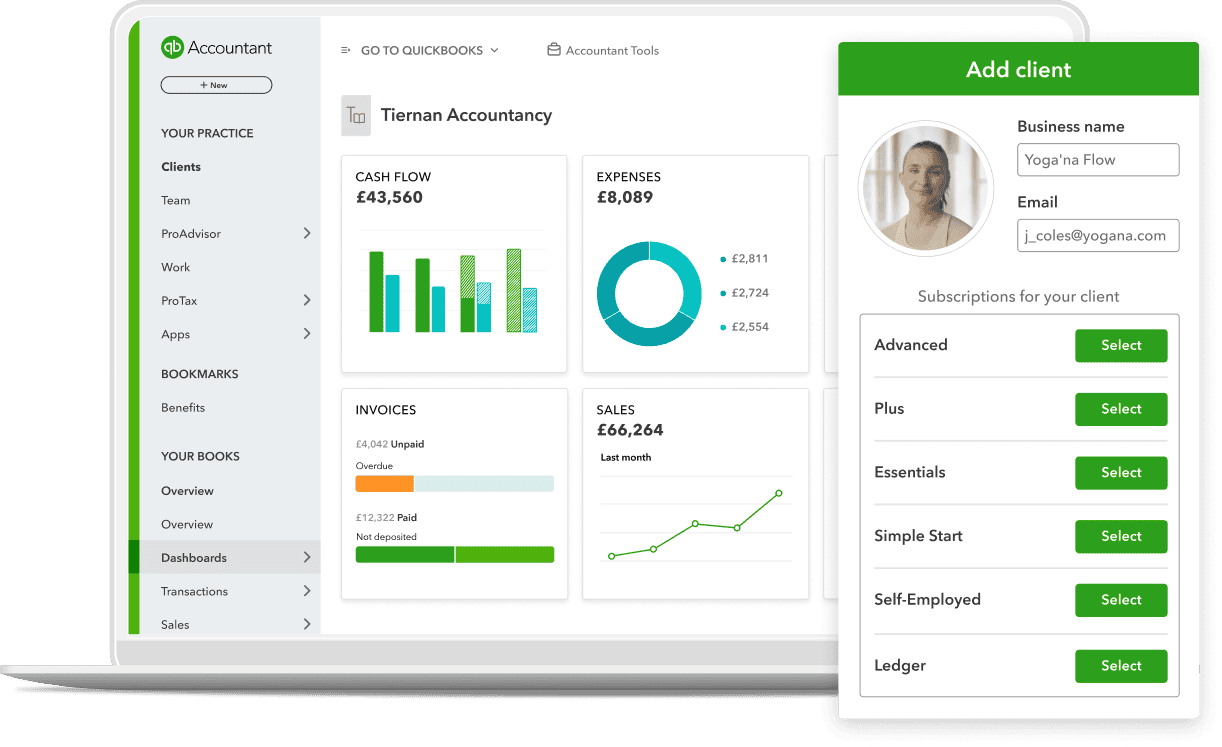 qb Accountant
+ New
YOUR PRACTICE
Clients
Team
ProAdvisor
Work
ProTax
Apps
BOOKMARKS
Benefits
YOUR BOOKS
Overview
Overview
Dashboards
Transactions
Sales
GO TO QUICKBOOKS
Accountant Tools
Tiernan Accountancy
CASH FLOW
£43,560
EXPENSES
£8,089
£2,811
£2,724
£2,554
INVOICES
£4,042 Unpaid
Overdue
£12,322 Paid
Not deposited
SALES
£66,264
Last month
Add client
Business name
Yoga'na Flow
Email
j_coles@yogana.com
Subscriptions for your client
Advanced Select
Plus Select
Essentials Select
Simple Start Select
Self-Employed Select
Ledger Select